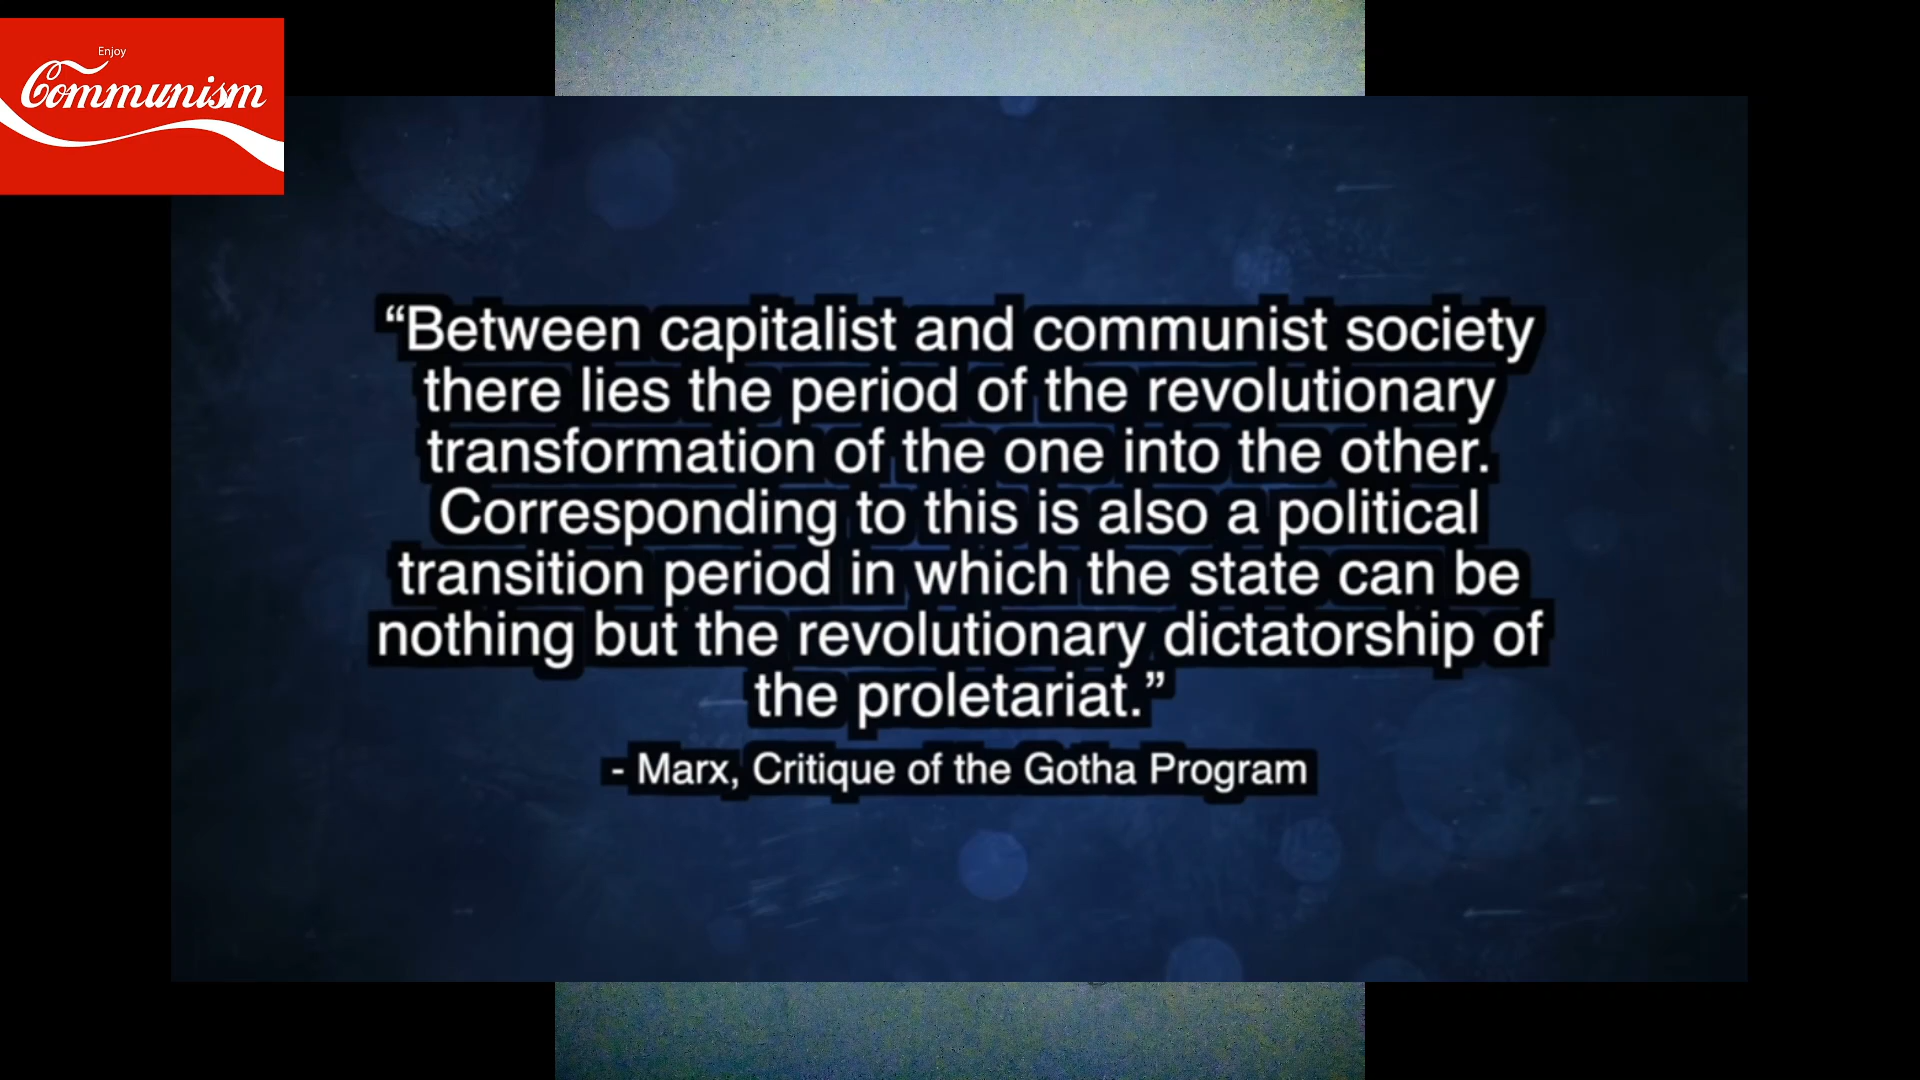 Enjoy
Communism
“Between capitalist and communist society
there lies the period of the revolutionary
transformation of the one into the other.
Corresponding to this is also a political
transition period in which the state can be
nothing but the revolutionary dictatorship of
the proletariat.”
- Marx, Critique of the Gotha Program